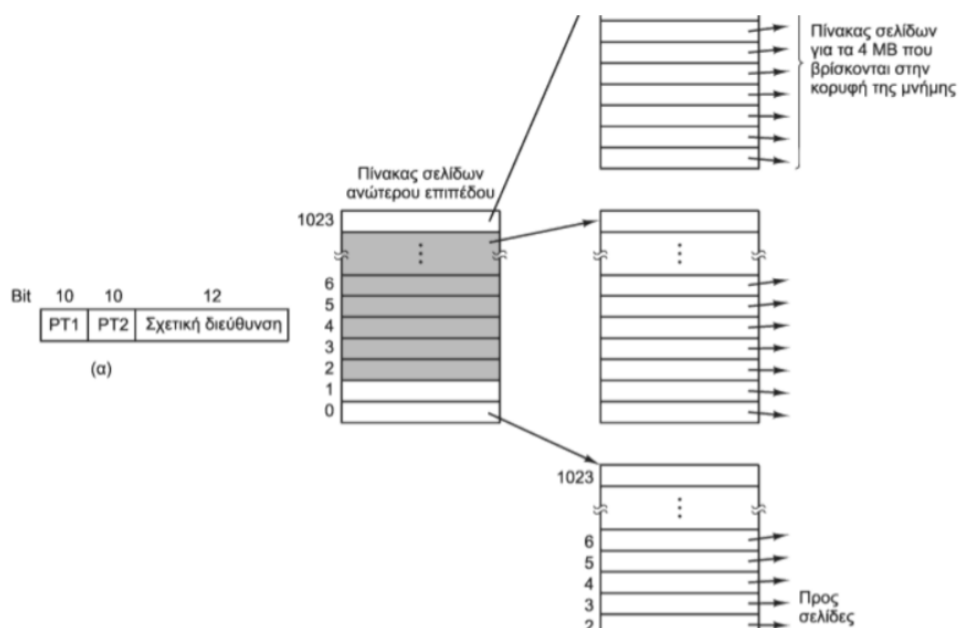 Πίνακας σελίδων
για τα 4 MB που
βρίσκονται στην
κορυφή της μνήμης
Πίνακας σελίδων
ανώτερου επιπέδου
1023
6
5
4
3
2
1
0
Bit 10 10 12
PT1 PT2 Σχετική διεύθυνση
(α)
1023
6
5
4
3
2
Προς
σελίδες